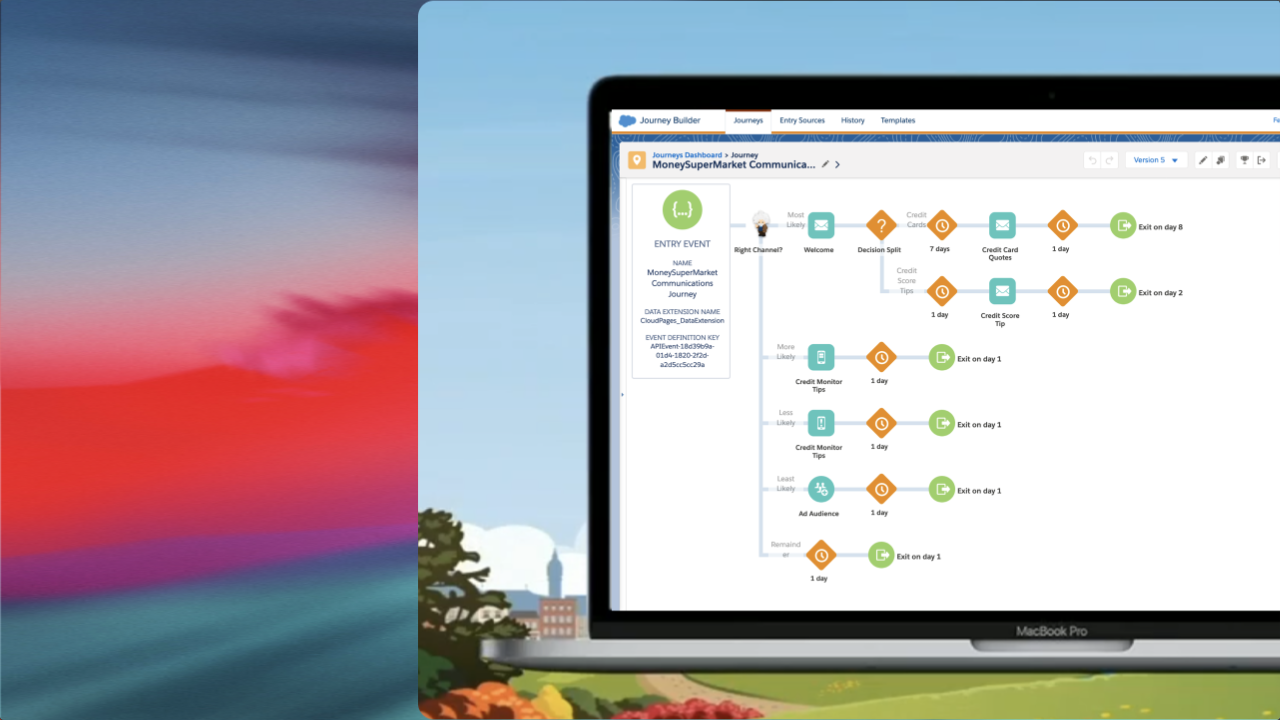 Journey Builder
Journeys
Entry Sources
History
Templates
Fe
Journeys Dashboard > Journey
MoneySuperMarket Communica...
Version 5
{...}
ENTRY EVENT
NAME
MoneySuperMarket
Communications
Journey
DATA EXTENSION NAME
CloudPages_DataExtension
EVENT DEFINITION KEY
APIEvent-18d39b9a-
01d4-1820-2f2d-
a2d5cc5cc29a
Right Channel?
Most
Likely
Welcome
?
Decision Split
Credit
Cards
7 days
Credit Card
Quotes
1 day
Exit on day 8
Credit
Score
Tips
1 day
Credit Score
Tip
1 day
Exit on day 2
More
Likely
Credit Monitor
Tips
1 day
Exit on day 1
Less
Likely
Credit Monitor
Tips
1 day
Exit on day 1
Least
Likely
Ad Audience
1 day
Exit on day 1
Remaind
er
1 day
Exit on day 1
MacBook Pro